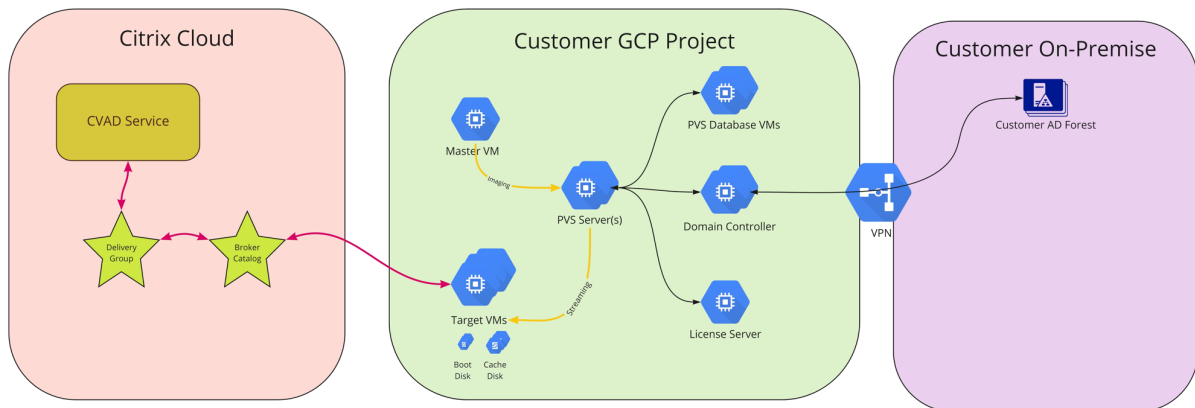 Citrix Cloud
CVAD Service
Delivery
Group
Broker
Catalog
Customer GCP Project
Master VM
Imaging
PVS Server(s)
Streaming
Target VMs
Boot
Disk
Cache
Disk
PVS Database VMs
Domain Controller
License Server
VPN
Customer On-Premise
Customer AD Forest